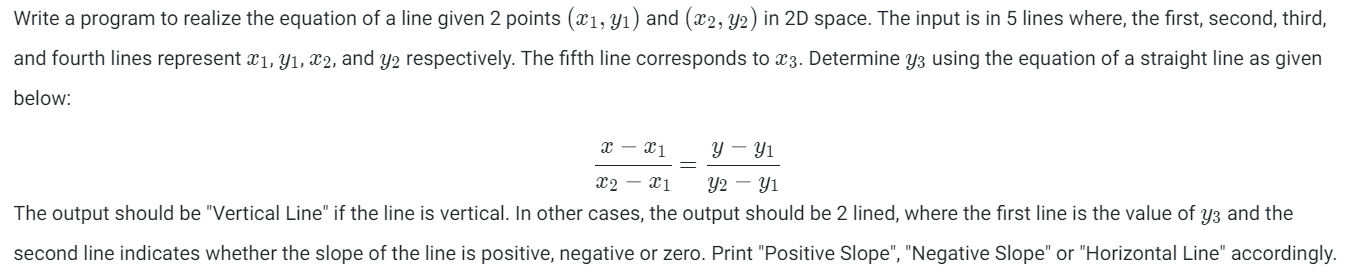 Write a program to realize the equation of a line given 2 points (x₁, y₁) and (x₂, y₂) in 2D space. The input is in 5 lines where, the first, second, third,
and fourth lines represent x₁, y₁, x₂, and y₂ respectively. The fifth line corresponds to x₃. Determine y₃ using the equation of a straight line as given
below:
(x − x₁)/(x₂ − x₁) = (y − y₁)/(y₂ − y₁)
The output should be "Vertical Line" if the line is vertical. In other cases, the output should be 2 lined, where the first line is the value of y₃ and the
second line indicates whether the slope of the line is positive, negative or zero. Print "Positive Slope", "Negative Slope" or "Horizontal Line" accordingly.